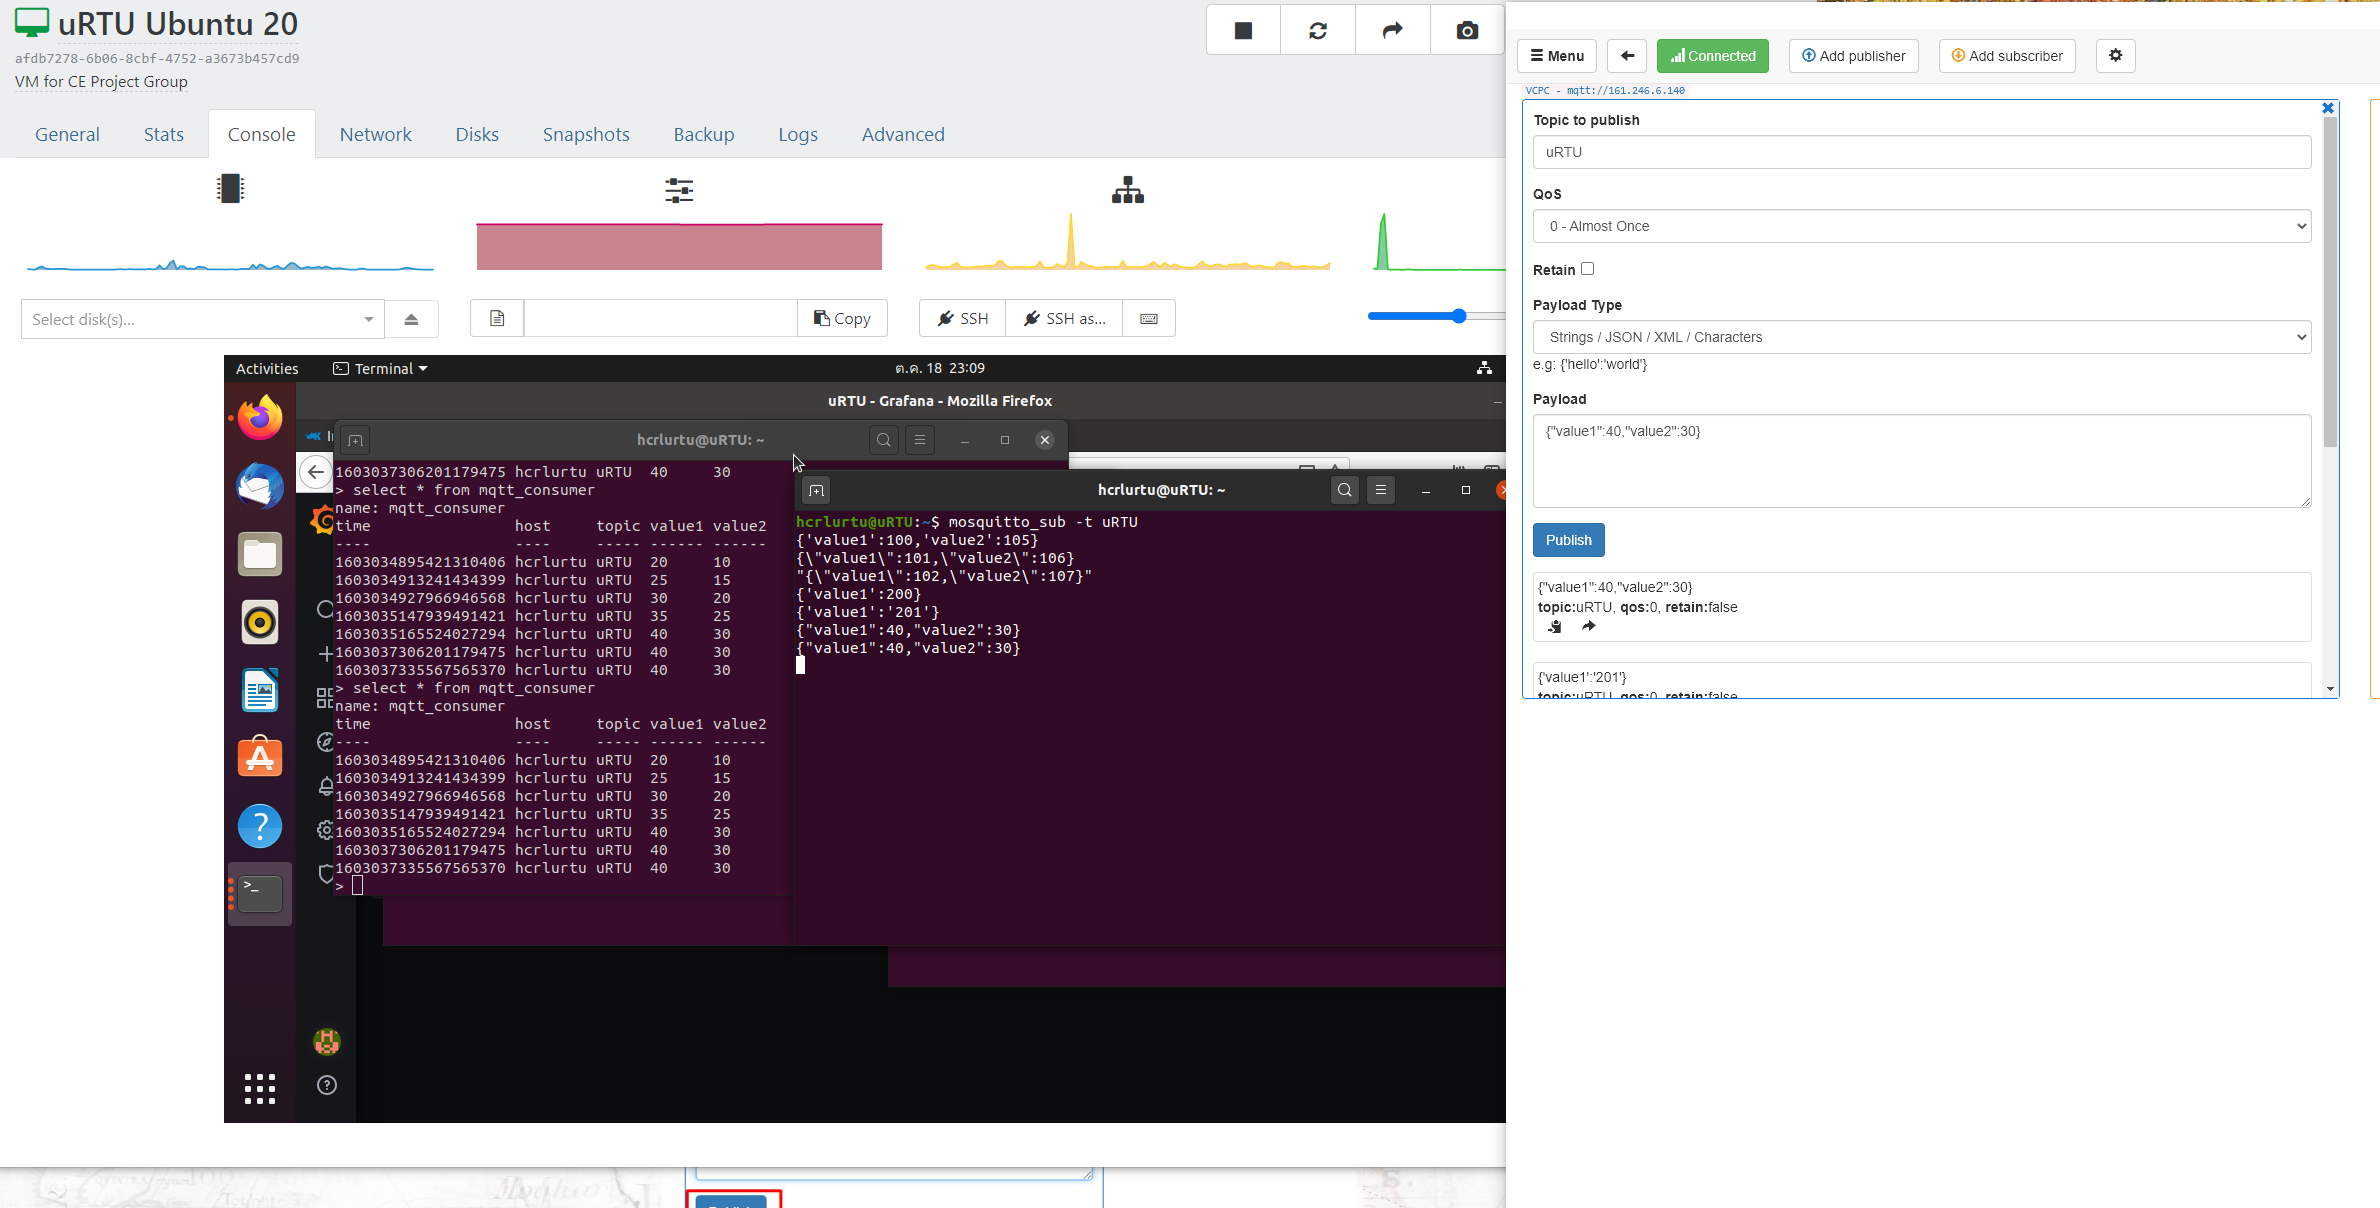 uRTU Ubuntu 20
afdb7278-6b06-8cbf-4752-a3673b457cd9
VM for CE Project Group
General Stats Console Network Disks Snapshots Backup Logs Advanced
Select disk(s)...
Copy
SSH
SSH as...
Activities
Terminal
ต.ค. 18 23:09
uRTU - Grafana - Mozilla Firefox
hcrlurtu@uRTU: ~
1603037306201179475 hcrlurtu uRTU 40 30
> select * from mqtt_consumer
name: mqtt_consumer
time host topic value1 value2
---- ---- ----- ------ ------
1603034895421310406 hcrlurtu uRTU 20 10
1603034913241434399 hcrlurtu uRTU 25 15
1603034927966946568 hcrlurtu uRTU 30 20
1603035147939491421 hcrlurtu uRTU 35 25
1603035165524027294 hcrlurtu uRTU 40 30
1603037306201179475 hcrlurtu uRTU 40 30
1603037335567565370 hcrlurtu uRTU 40 30
> select * from mqtt_consumer
name: mqtt_consumer
time host topic value1 value2
---- ---- ----- ------ ------
1603034895421310406 hcrlurtu uRTU 20 10
1603034913241434399 hcrlurtu uRTU 25 15
1603034927966946568 hcrlurtu uRTU 30 20
1603035147939491421 hcrlurtu uRTU 35 25
1603035165524027294 hcrlurtu uRTU 40 30
1603037306201179475 hcrlurtu uRTU 40 30
1603037335567565370 hcrlurtu uRTU 40 30
>
hcrlurtu@uRTU: ~
hcrlurtu@uRTU:~$ mosquitto_sub -t uRTU
{'value1':100,'value2':105}
{\"value1\":101,\"value2\":106}
"{\"value1\":102,\"value2\":107}"
{'value1':200}
{'value1':'201'}
{"value1":40,"value2":30}
{"value1":40,"value2":30}
Menu
Connected
Add publisher
Add subscriber
VCPC - mqtt://161.246.6.140
Topic to publish
uRTU
QoS
0 - Almost Once
Retain
Payload Type
Strings / JSON / XML / Characters
e.g: {'hello':'world'}
Payload
{"value1":40,"value2":30}
Publish
{"value1":40,"value2":30}
topic:uRTU, qos:0, retain:false
{'value1':'201'}
topic:uRTU, qos:0, retain:false